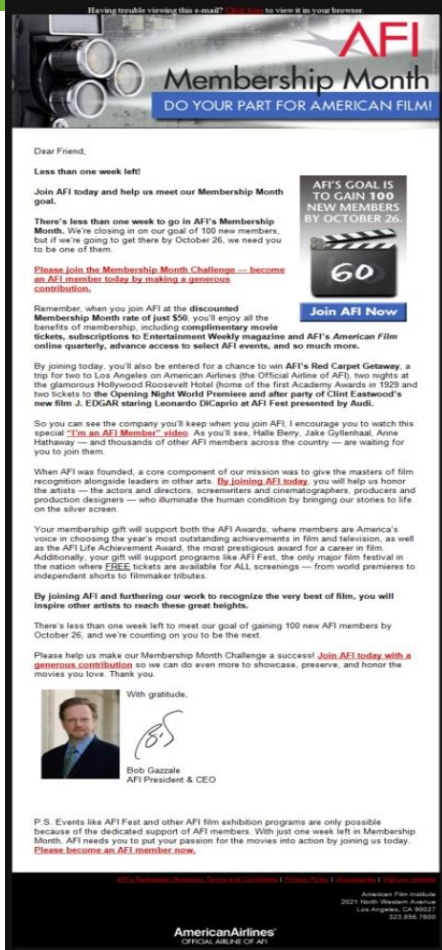 Having trouble viewing this e-mail? Click here to view it in your browser.
AFI
Membership Month
DO YOUR PART FOR AMERICAN FILM!
Dear Friend,
Less than one week left!
Join AFI today and help us meet our Membership Month
goal.
There's less than one week to go in AFI's Membership
Month. We're closing in on our goal of 100 new members,
but if we're going to get there by October 26, we need you
to be one of them.
Please join the Membership Month Challenge — become
an AFI member today by making a generous
contribution.
AFI'S GOAL IS
TO GAIN 100
NEW MEMBERS
BY OCTOBER 26.
60
Join AFI Now
Remember, when you join AFI at the discounted
Membership Month rate of just $50, you'll enjoy all the
benefits of membership, including complimentary movie
tickets, subscriptions to Entertainment Weekly magazine and AFI's American Film
online quarterly, advance access to select AFI events, and so much more.
By joining today, you'll also be entered for a chance to win AFI's Red Carpet Getaway, a
trip for two to Los Angeles on American Airlines (the Official Airline of AFI), two nights at
the glamorous Hollywood Roosevelt Hotel (home of the first Academy Awards in 1929 and
two tickets to the Opening Night World Premiere and after party of Clint Eastwood's
new film J. EDGAR starring Leonardo DiCaprio at AFI Fest presented by Audi.
So you can see the company you'll keep when you join AFI, I encourage you to watch this
special "I'm an AFI Member" video. As you'll see, Halle Berry, Jake Gyllenhaal, Anne
Hathaway — and thousands of other AFI members across the country — are waiting for
you to join them.
When AFI was founded, a core component of our mission was to give the masters of film
recognition alongside leaders in other arts. By joining AFI today, you will help us honor
the artists — the actors and directors, screenwriters and cinematographers, producers and
production designers — who illuminate the human condition by bringing our stories to life
on the silver screen.
Your membership gift will support both the AFI Awards, where members are America's
voice in choosing the year's most outstanding achievements in film and television, as well
as the AFI Life Achievement Award, the most prestigious award for a career in film.
Additionally, your gift will support programs like AFI Fest, the only major film festival in
the nation where FREE tickets are available for ALL screenings — from world premieres to
independent shorts to filmmaker tributes.
By joining AFI and furthering our work to recognize the very best of film, you will
inspire other artists to reach these great heights.
There's less than one week left to meet our goal of gaining 100 new AFI members by
October 26, and we're counting on you to be the next.
Please help us make our Membership Month Challenge a success! Join AFI today with a
generous contribution so we can do even more to showcase, preserve, and honor the
movies you love. Thank you.
With gratitude,
Bob Gazzale
AFI President & CEO
P.S. Events like AFI Fest and other AFI film exhibition programs are only possible
because of the dedicated support of AFI members. With just one week left in Membership
Month, AFI needs you to put your passion for the movies into action by joining us today.
Please become an AFI member now.
Terms and Conditions | Privacy Policy | Unsubscribe | Visit our website
American Film Institute
2021 North Western Avenue
Los Angeles, CA 90027
323.856.7600
AmericanAirlines
OFFICIAL AIRLINE OF AFI